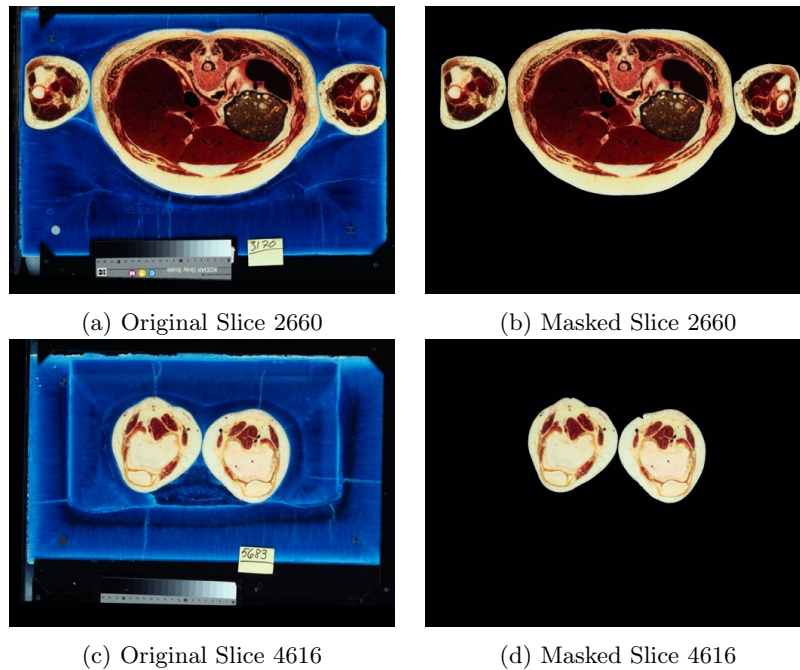 3170
KODAK Gray Scale
C Y M
(a) Original Slice 2660
(b) Masked Slice 2660
5683
(c) Original Slice 4616
(d) Masked Slice 4616